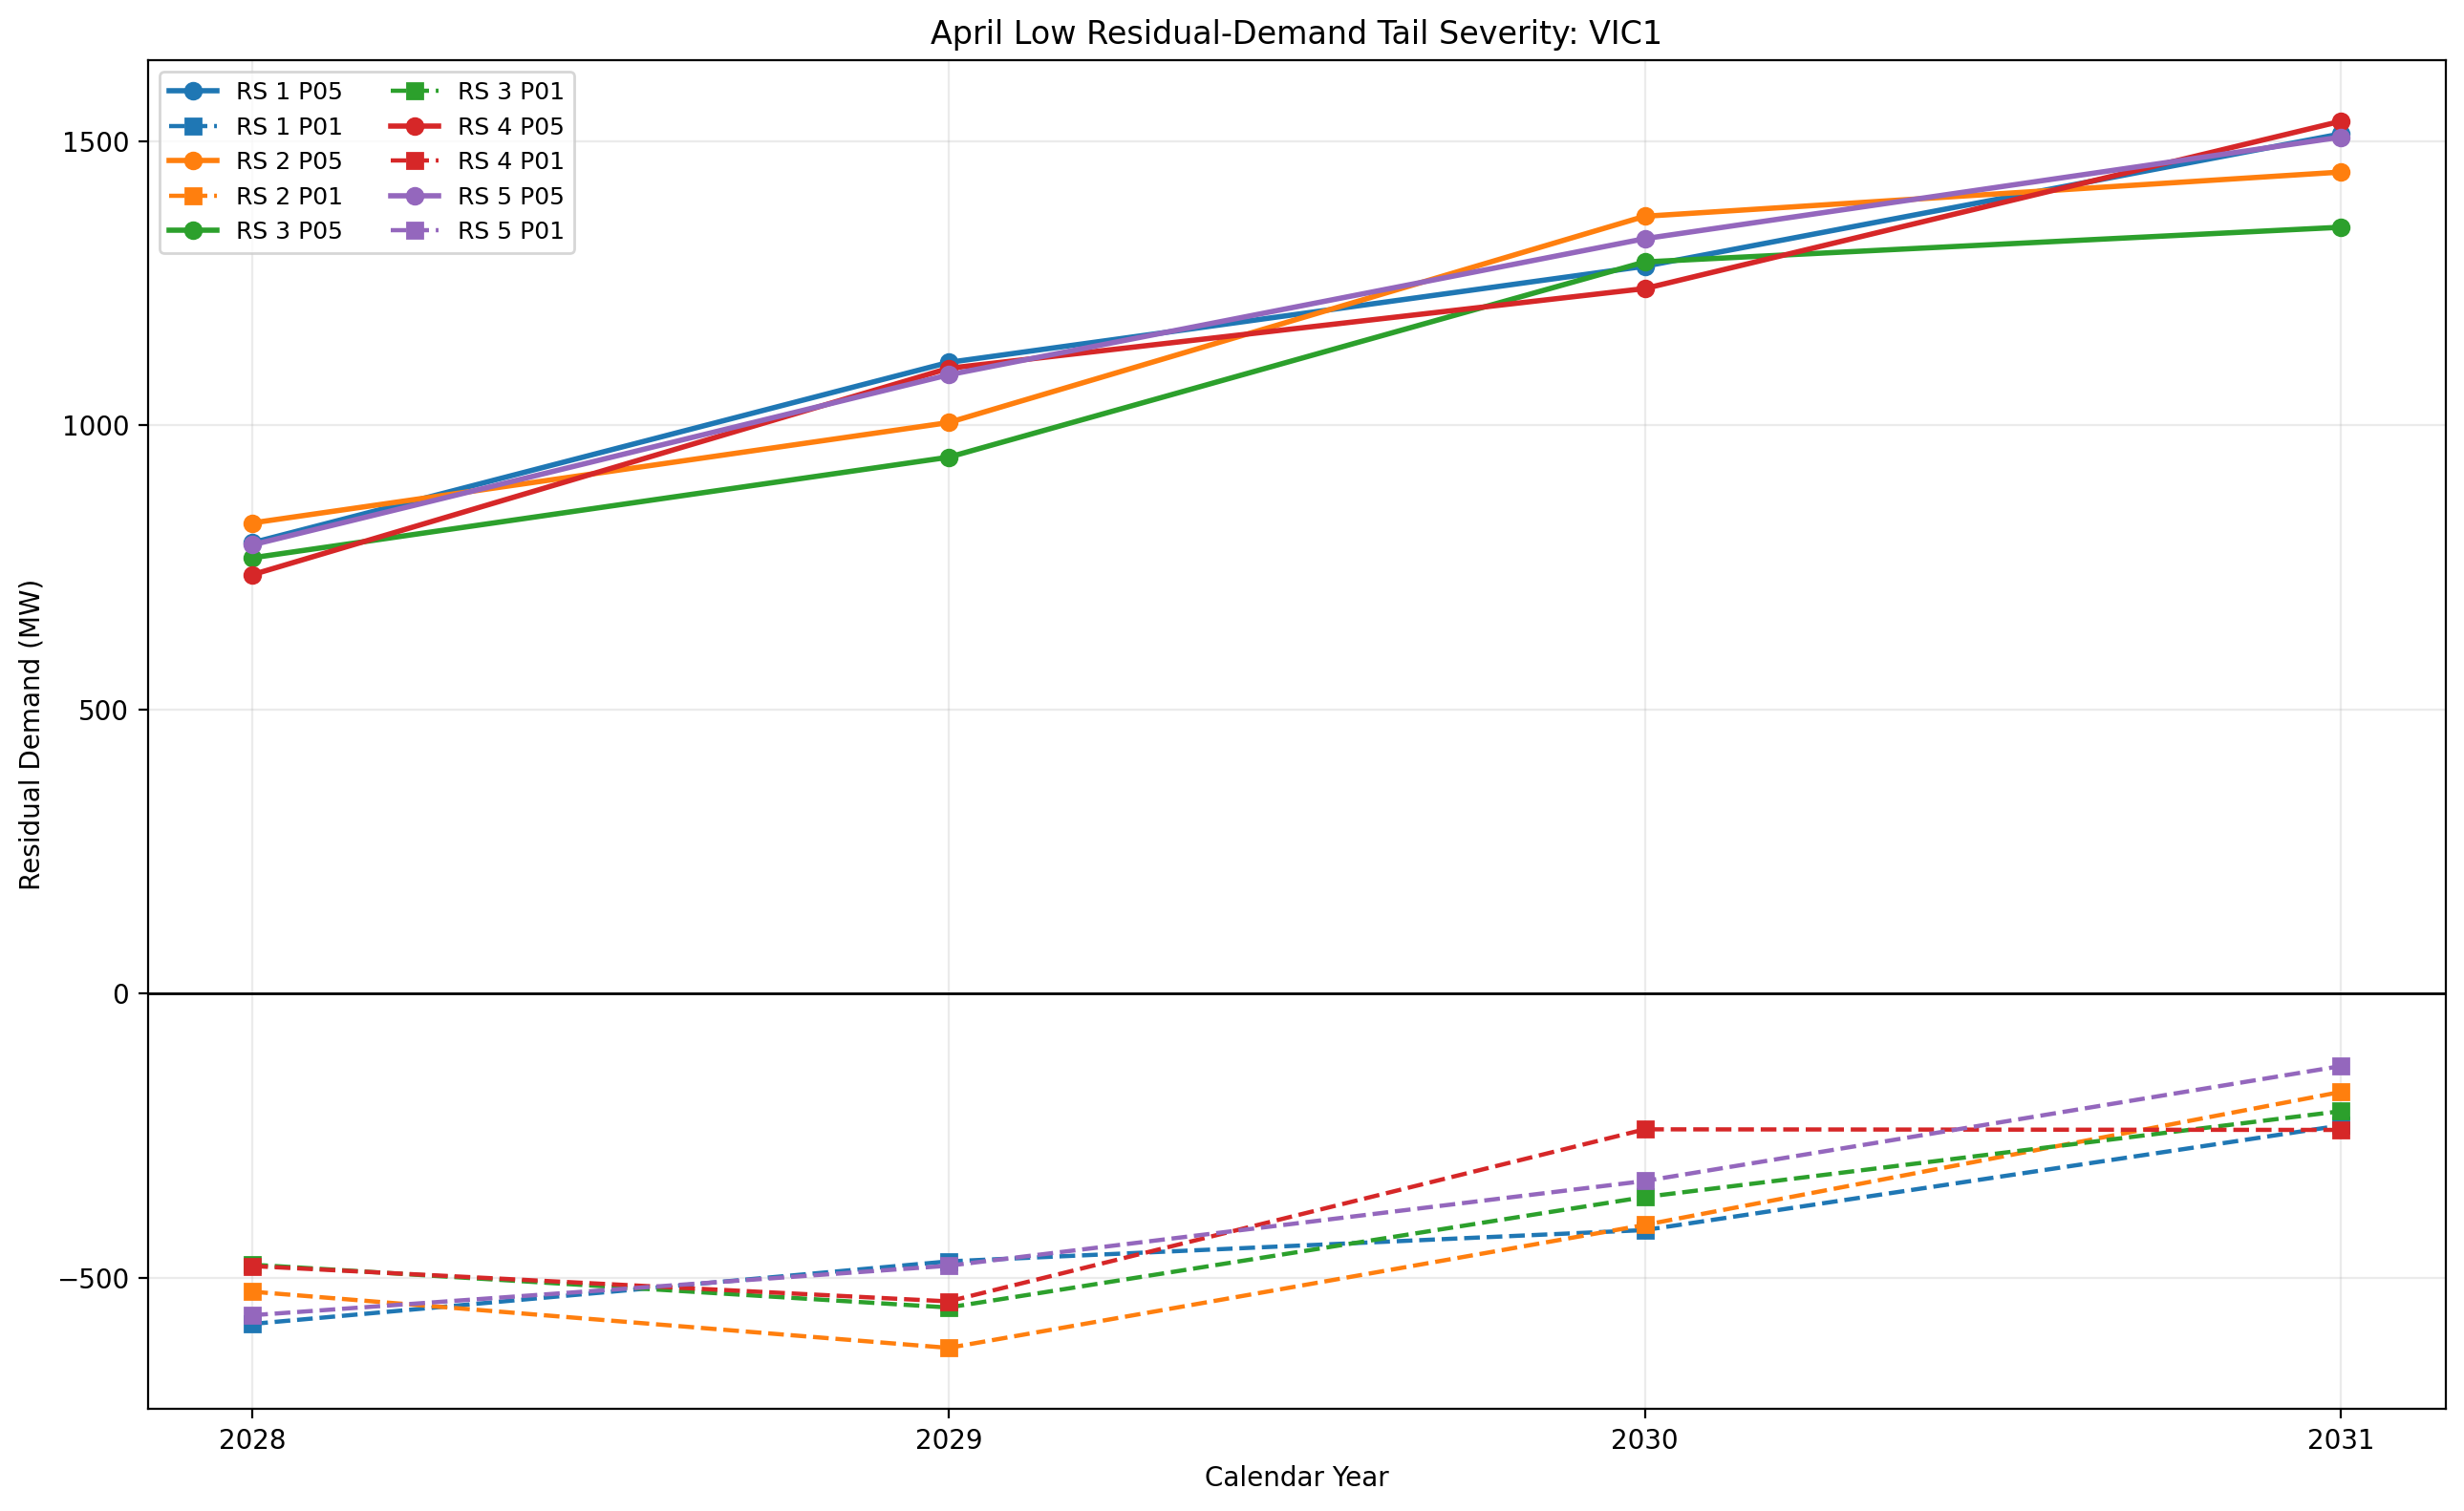 April Low Residual-Demand Tail Severity: VIC1
RS 1 P05
RS 1 P01
RS 2 P05
RS 2 P01
RS 3 P05
RS 3 P01
RS 4 P05
RS 4 P01
RS 5 P05
RS 5 P01
Residual Demand (MW)
1500
1000
500
0
−500
2028 2029 2030 2031
Calendar Year